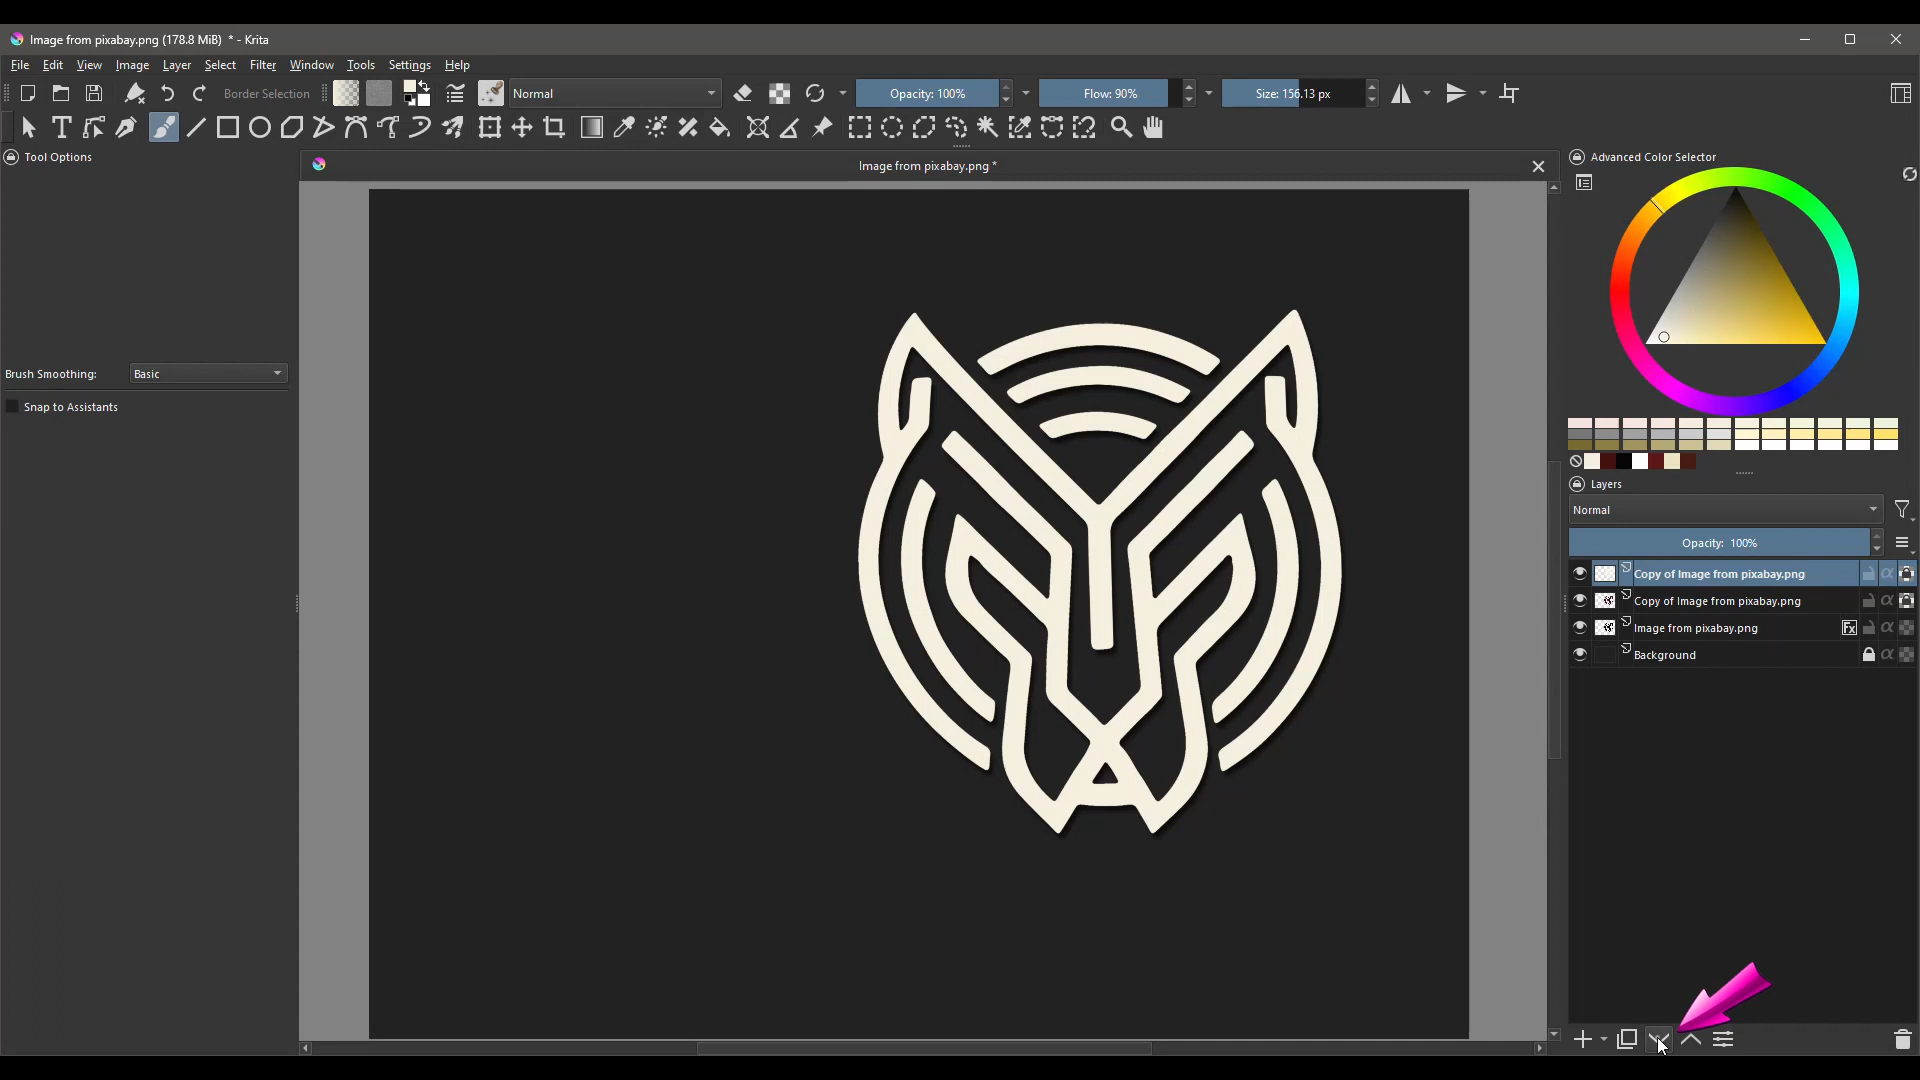 Image from pixabay.png (178.8 MiB)  * - Krita
File Edit View Image Layer Select Filter Tools Window Settings Help
Border Selection
Normal
Opacity: 100%
Flow: 90%
Size: 156.13 px
Tool Options
Image from pixabay.png *
Advanced Color Selector
Brush Smoothing:
Basic
Snap to Assistants
Layers
Normal
Opacity:  100%
Copy of Image from pixabay.png
Copy of Image from pixabay.png
Image from pixabay.png
Fx
Background